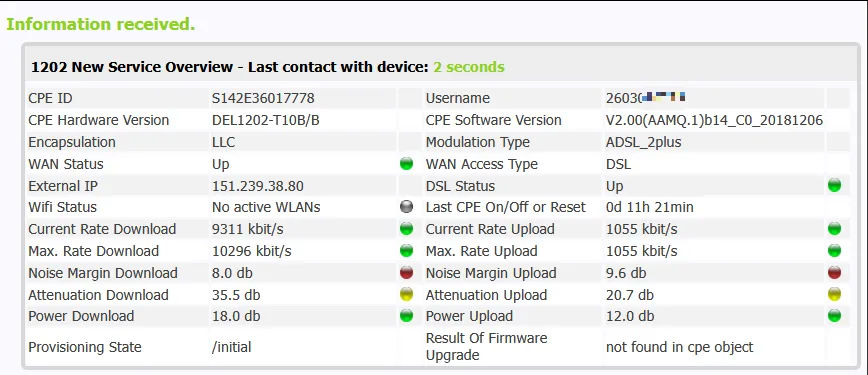 Information received.
1202 New Service Overview - Last contact with device: 2 seconds
CPE ID S142E36017778 Username 26030
CPE Hardware Version DEL1202-T10B/B CPE Software Version V2.00(AAMQ.1)b14_C0_20181206
Encapsulation LLC Modulation Type ADSL_2plus
WAN Status Up WAN Access Type DSL
External IP 151.239.38.80 DSL Status Up
Wifi Status No active WLANs Last CPE On/Off or Reset 0d 11h 21min
Current Rate Download 9311 kbit/s Current Rate Upload 1055 kbit/s
Max. Rate Download 10296 kbit/s Max. Rate Upload 1055 kbit/s
Noise Margin Download 8.0 db Noise Margin Upload 9.6 db
Attenuation Download 35.5 db Attenuation Upload 20.7 db
Power Download 18.0 db Power Upload 12.0 db
Provisioning State /initial Result Of Firmware Upgrade not found in cpe object